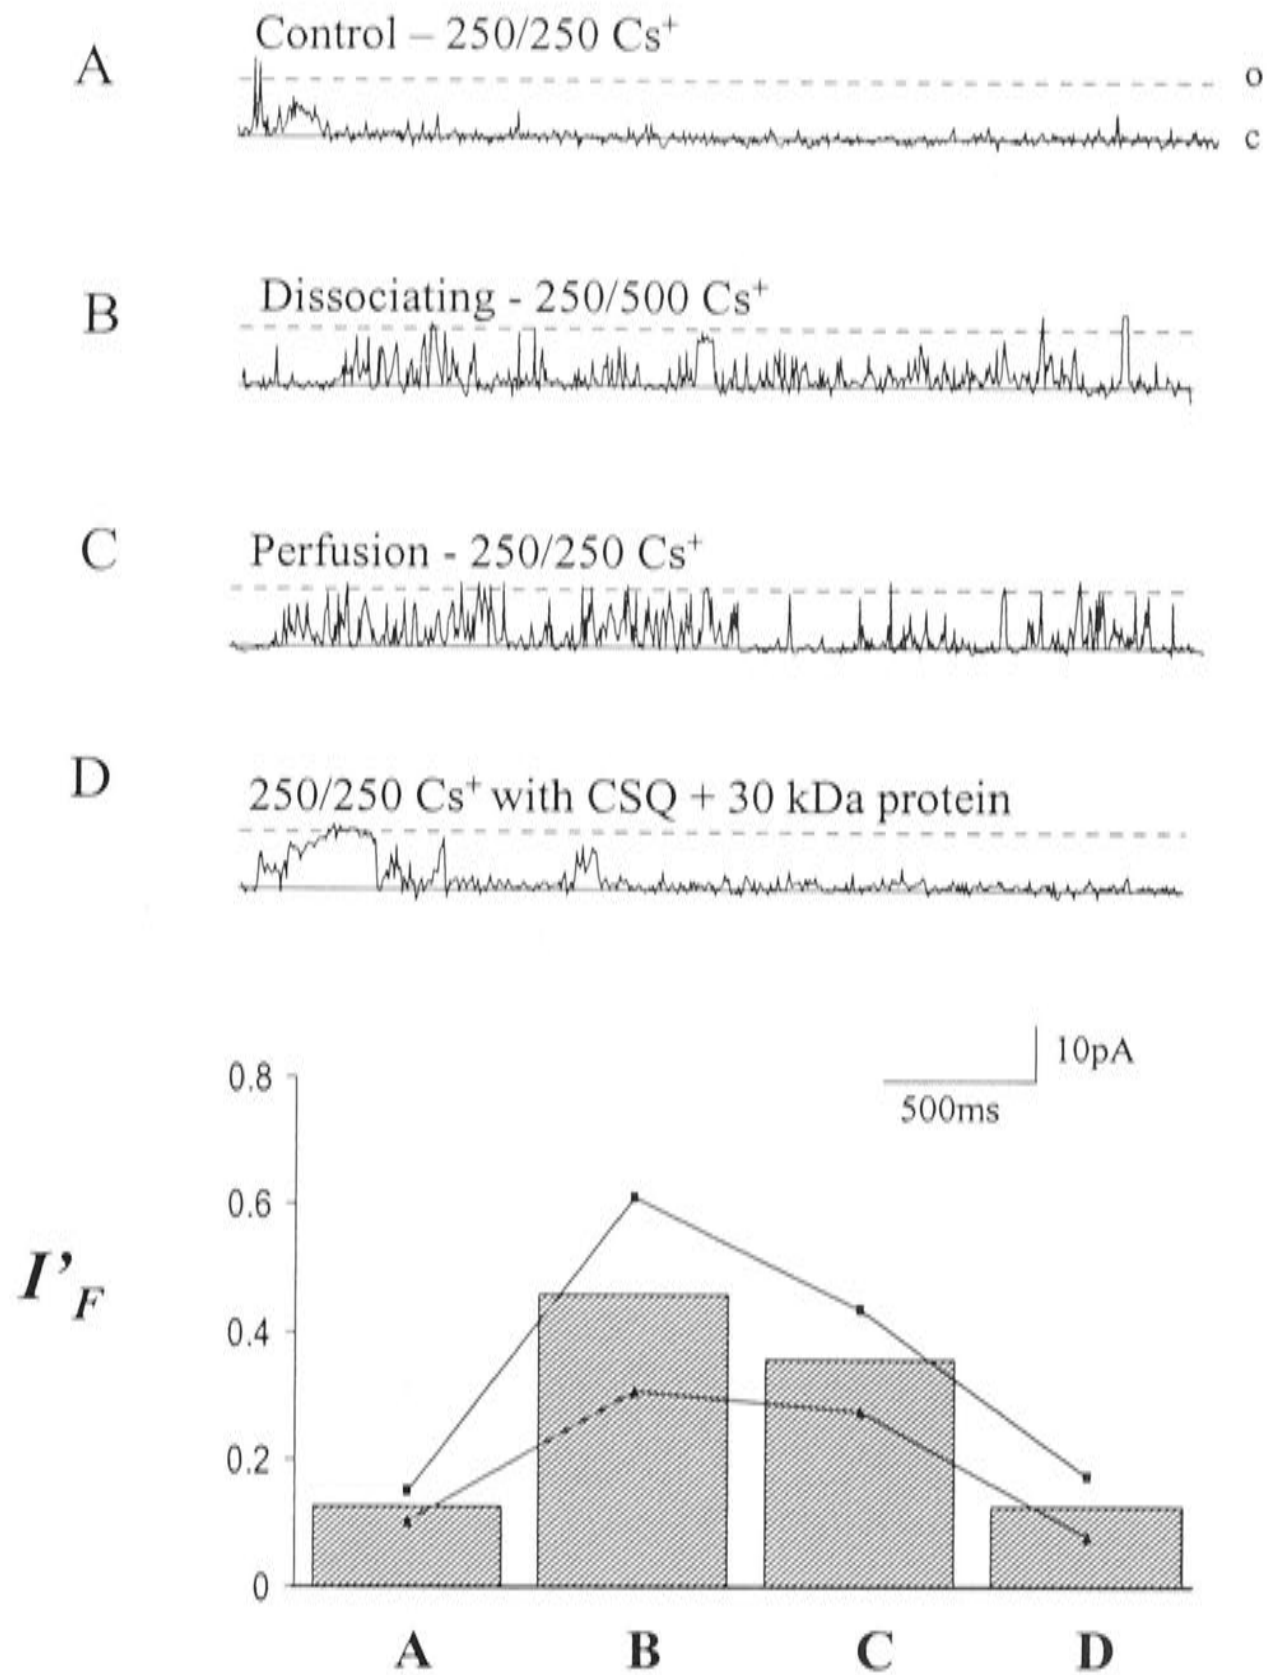 A
Control – 250/250 Cs⁺
o
c
B
Dissociating - 250/500 Cs⁺
C
Perfusion - 250/250 Cs⁺
D
250/250 Cs⁺ with CSQ + 30 kDa protein
10pA
500ms
0.8
0.6
I’F
0.4
0.2
0
A B C D